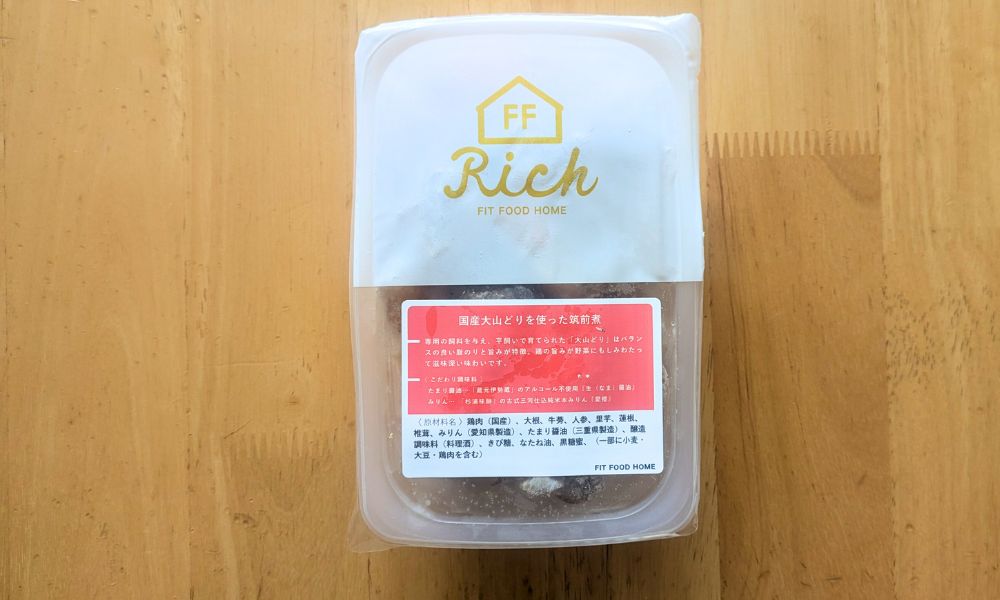 FF
Rich
FIT FOOD HOME
国産大山どりを使った筑前煮
専用の飼料を与え、平飼いで育てられた「大山どり」はバラン
スの良い脂のりと旨みが特徴。鶏の旨みが野菜にもしみわたっ
て滋味深い味わいです。
〈こだわり調味料〉
たまり醤油…「蔵元伊勢蔵」のアルコール不使用「生(なま)醤油」
みりん…「杉浦味醂」の古式三河仕込純米本みりん「愛櫻」
〈原材料名〉鶏肉(国産)、大根、牛蒡、人参、里芋、蓮根、
椎茸、みりん(愛知県製造)、たまり醤油(三重県製造)、醸造
調味料(料理酒)、きび糖、なたね油、黒糖蜜、(一部に小麦・
大豆・鶏肉を含む)
FIT FOOD HOME